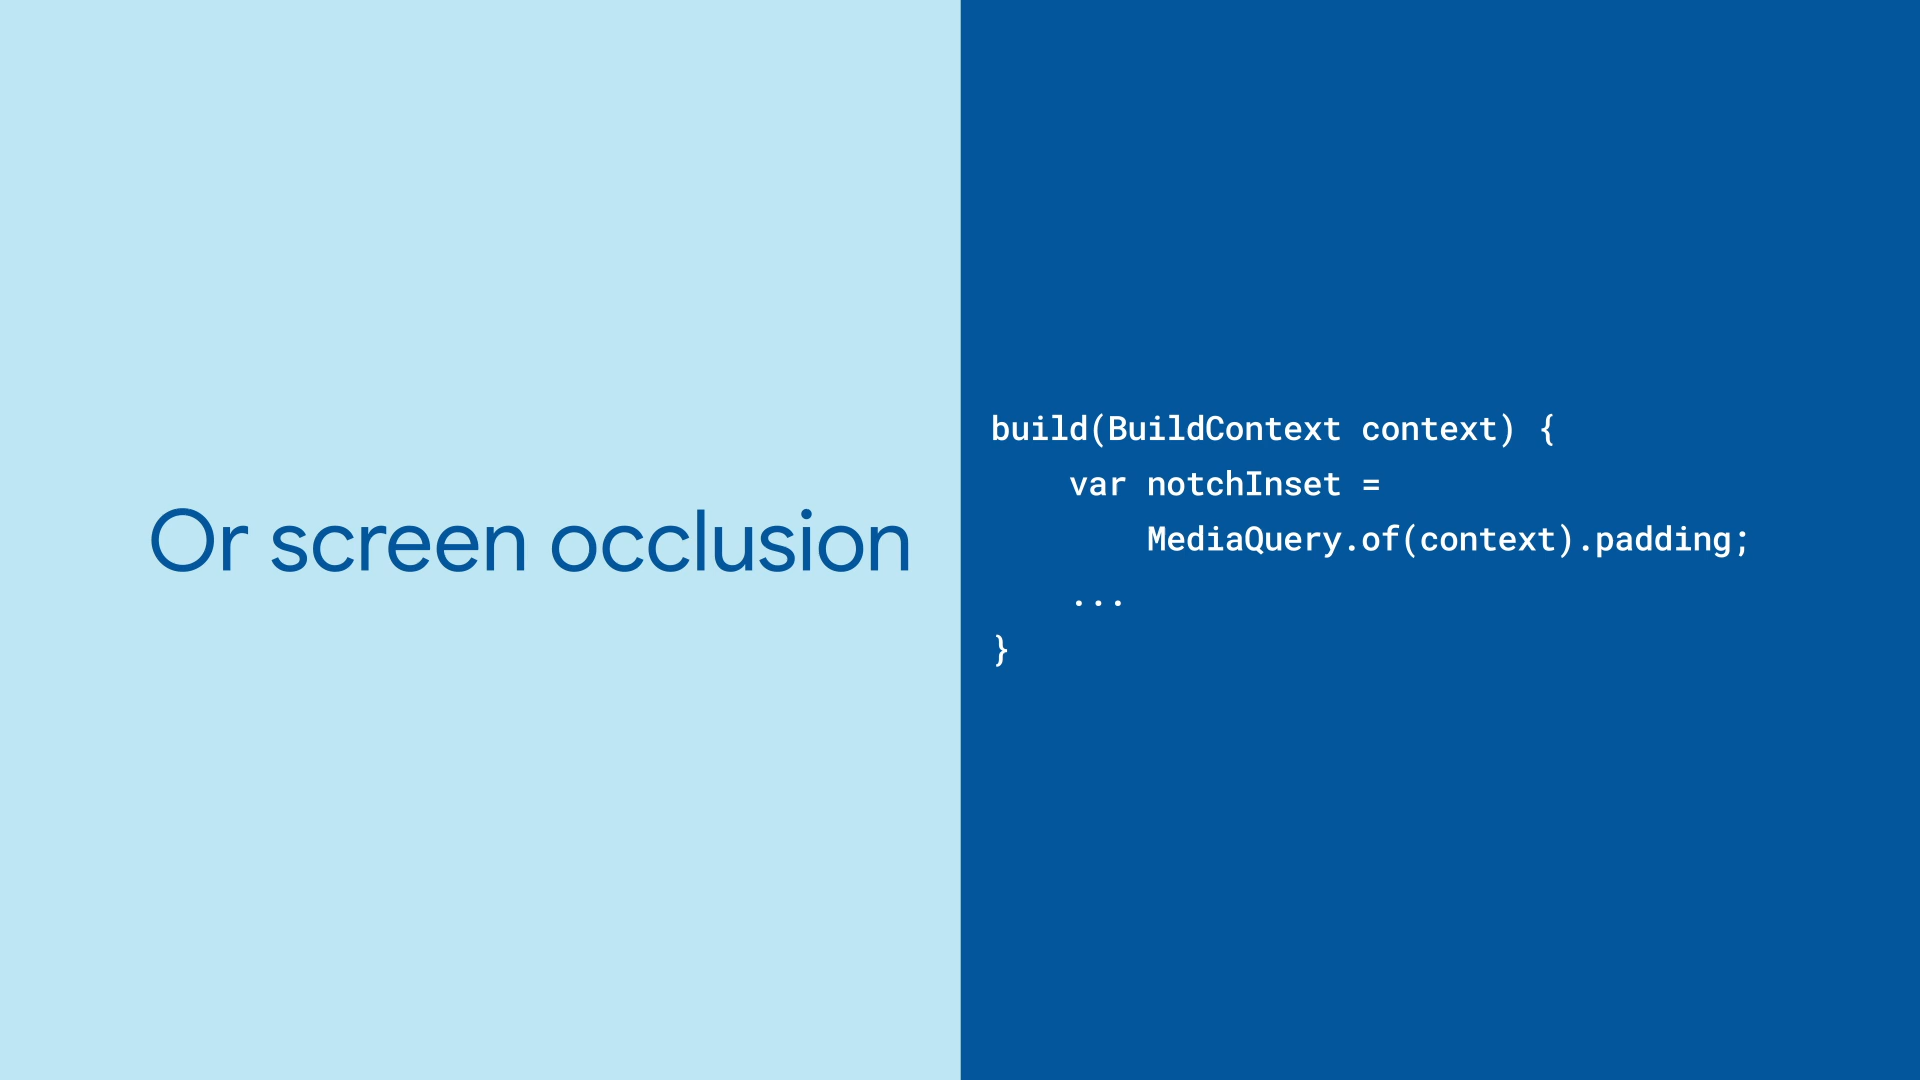 Or screen occlusion
build(BuildContext context) {
    var notchInset =
        MediaQuery.of(context).padding;
    ...
}